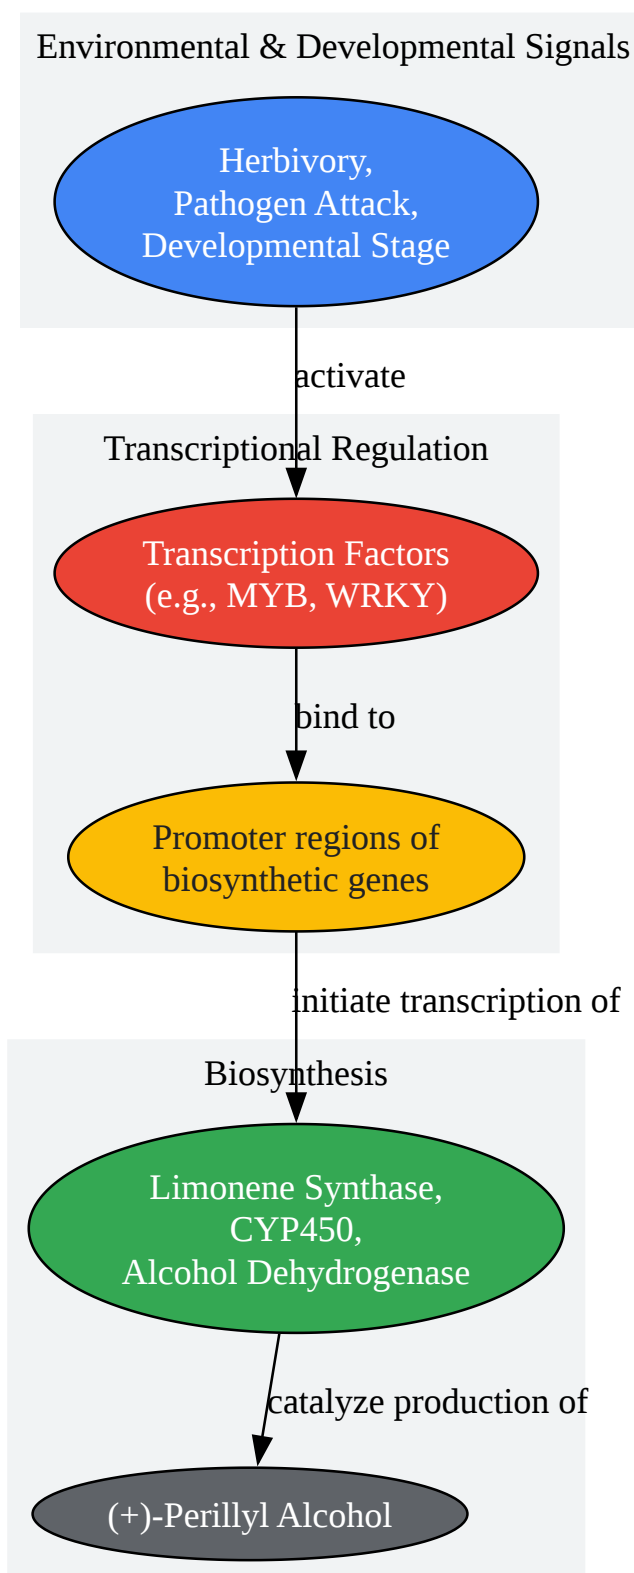 Environmental & Developmental Signals
Herbivory,
Pathogen Attack,
Developmental Stage
activate
Transcriptional Regulation
Transcription Factors
(e.g., MYB, WRKY)
bind to
Promoter regions of
biosynthetic genes
initiate transcription of
Biosynthesis
Limonene Synthase,
CYP450,
Alcohol Dehydrogenase
catalyze production of
(+)-Perillyl Alcohol